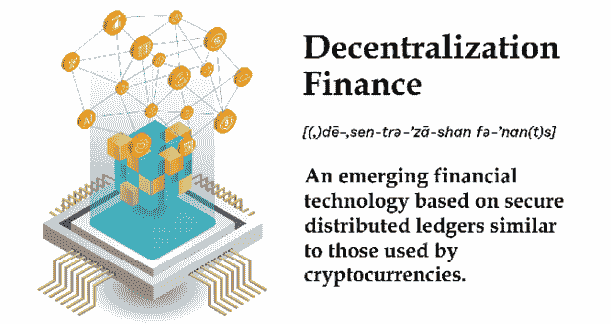 Decentralization
Finance
[(,)dē-,sen-trə-'zā-shan fə-'nan(t)s]
An emerging financial
technology based on secure
distributed ledgers similar
to those used by
cryptocurrencies.